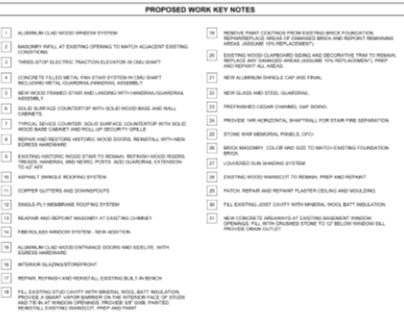 PROPOSED WORK KEY NOTES
1 ALUMINUM CLAD WOOD WINDOW SYSTEM
2 MASONRY INFILL AT EXISTING OPENING TO MATCH ADJACENT EXISTING
CONDITIONS.
3 THREE-STOP ELECTRIC TRACTION ELEVATOR IN CMU SHAFT
4 CONCRETE FILLED METAL PAN STAIR SYSTEM IN CMU SHAFT
INCLUDING METAL GUARDRAIL/HANDRAIL ASSEMBLY
5 NEW WOOD FRAMED STAIR AND LANDING WITH HANDRAIL/GUARDRAIL
ASSEMBLY.
6 SOLID SURFACE COUNTERTOP WITH SOLID WOOD BASE AND WALL
CABINETS.
7 TYPICAL SEVICE COUNTER: SOLID SURFACE COUNTERTOP WITH SOLID
WOOD BASE CABINET AND ROLL-UP SECURITY GRILLE
8 REPAIR AND RESTORE HISTORIC WOOD DOORS. REINSTALL WITH NEW
EGRESS HARDWARE
9 EXISTING HISTORIC WOOD STAIR TO REMAIN. REFINISH WOOD RISERS,
TREADS, HANDRAIL AND NEWEL POSTS. ADD GUARDRAIL EXTENSION
TO 42" AFF.
10 ASPHALT SHINGLE ROOFING SYSTEM
11 COPPER GUTTERS AND DOWNSPOUTS
12 SINGLE-PLY MEMBRANE ROOFING SYSTEM
13 REAPAIR AND REPOINT MASONRY AT EXISTING CHIMNEY
14 FIBERGLASS WINDOW SYSTEM - NEW ADDITION
15 ALUMINUM CLAD WOOD ENTRANCE DOORS AND SIDELITE, WITH
EGRESS HARDWARE
16 INTERIOR GLAZING/STOREFRONT
17 REPAIR, REFINISH AND REINSTALL EXISTING BUILT-IN BENCH
18 FILL EXISTING STUD CAVITY WITH MINERAL WOOL BATT INSULATION.
PROVIDE A SMART VAPOR BARRIER ON THE INTERIOR FACE OF STUDS
AND TIE-IN AT WINDOW OPENINGS. PROVIDE 5/8" GWB, PAINTED.
REINSTALL EXISTING WAINSCOT, PREP AND PAINT
19 REMOVE PAINT COATINGS FROM EXISTING BRICK FOUNDATION.
REPAIR/REPLACE AREAS OF DAMAGED BRICK AND REPOINT REMAINING
AREAS. (ASSUME 10% REPLACEMENT).
20 EXISTING WOOD CLAPBOARD SIDING AND DECORATIVE TRIM TO REMAIN.
REPLACE ANY DAMAGED AREAS (ASSUME 10% REPLACEMENT), PREP
AND REPAINT ALL AREAS.
21 NEW ALUMINUM SHINGLE CAP AND FINIAL.
22 NEW GLASS AND STEEL GUARDRAIL.
23 PREFINISHED CEDAR CHANNEL GAP SIDING.
24 PROVIDE 1HR HORIZONTAL SHAFTWALL FOR STAIR FIRE SEPARATION.
25 STONE WAR MEMORIAL PANELS, OFCI.
26 BRICK MASONRY, COLOR AND SIZE TO MATCH EXISTING FOUNDATION
BRICK.
27 LOUVERED SUN SHADING SYSTEM
28 EXISTING WOOD WAINSCOT TO REMAIN, PREP AND REPAINT
29 PATCH, REPAIR AND REPAINT PLASTER CEILING AND MOULDING.
30 FILL EXISTING JOIST CAVITY WITH MINERAL WOOL BATT INSULATION.
31 NEW CONCRETE AREAWAYS AT EXISTING BASEMENT WINDOW
OPENINGS. FILL WITH CRUSHED STONE TO 12" BELOW WINDOW SILL
PROVIDE DRAIN OUTLET